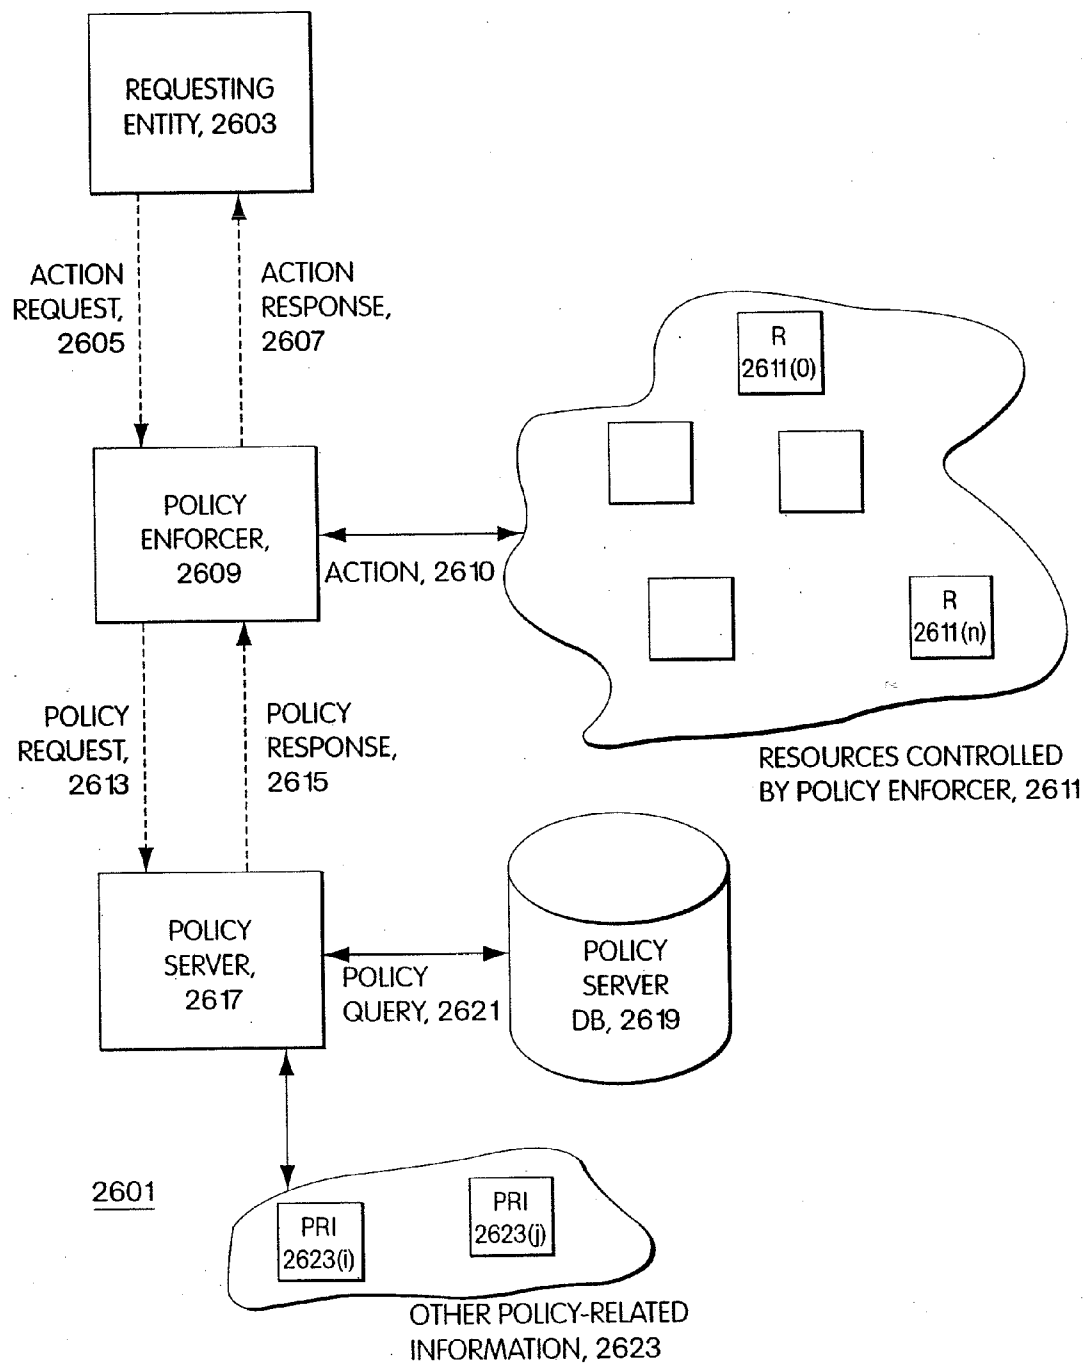 REQUESTING
ENTITY, 2603
ACTION
REQUEST,
2605
ACTION
RESPONSE,
2607
R
2611(0)
POLICY
ENFORCER,
2609
ACTION, 2610
R
2611(n)
POLICY
REQUEST,
2613
POLICY
RESPONSE,
2615
RESOURCES CONTROLLED
BY POLICY ENFORCER, 2611
POLICY
SERVER,
2617
POLICY
QUERY, 2621
POLICY
SERVER
DB, 2619
2601
PRI
2623(i)
PRI
2623(j)
OTHER POLICY-RELATED
INFORMATION, 2623